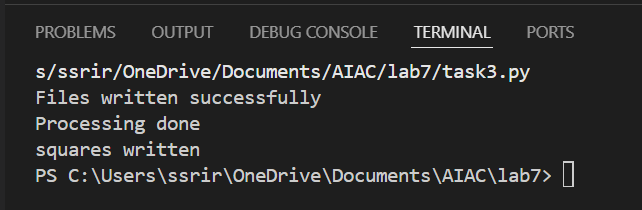 PROBLEMS OUTPUT DEBUG CONSOLE TERMINAL PORTS
s/ssrir/OneDrive/Documents/AIAC/lab7/task3.py
Files written successfully
Processing done
squares written
PS C:\Users\ssrir\OneDrive\Documents\AIAC\lab7>